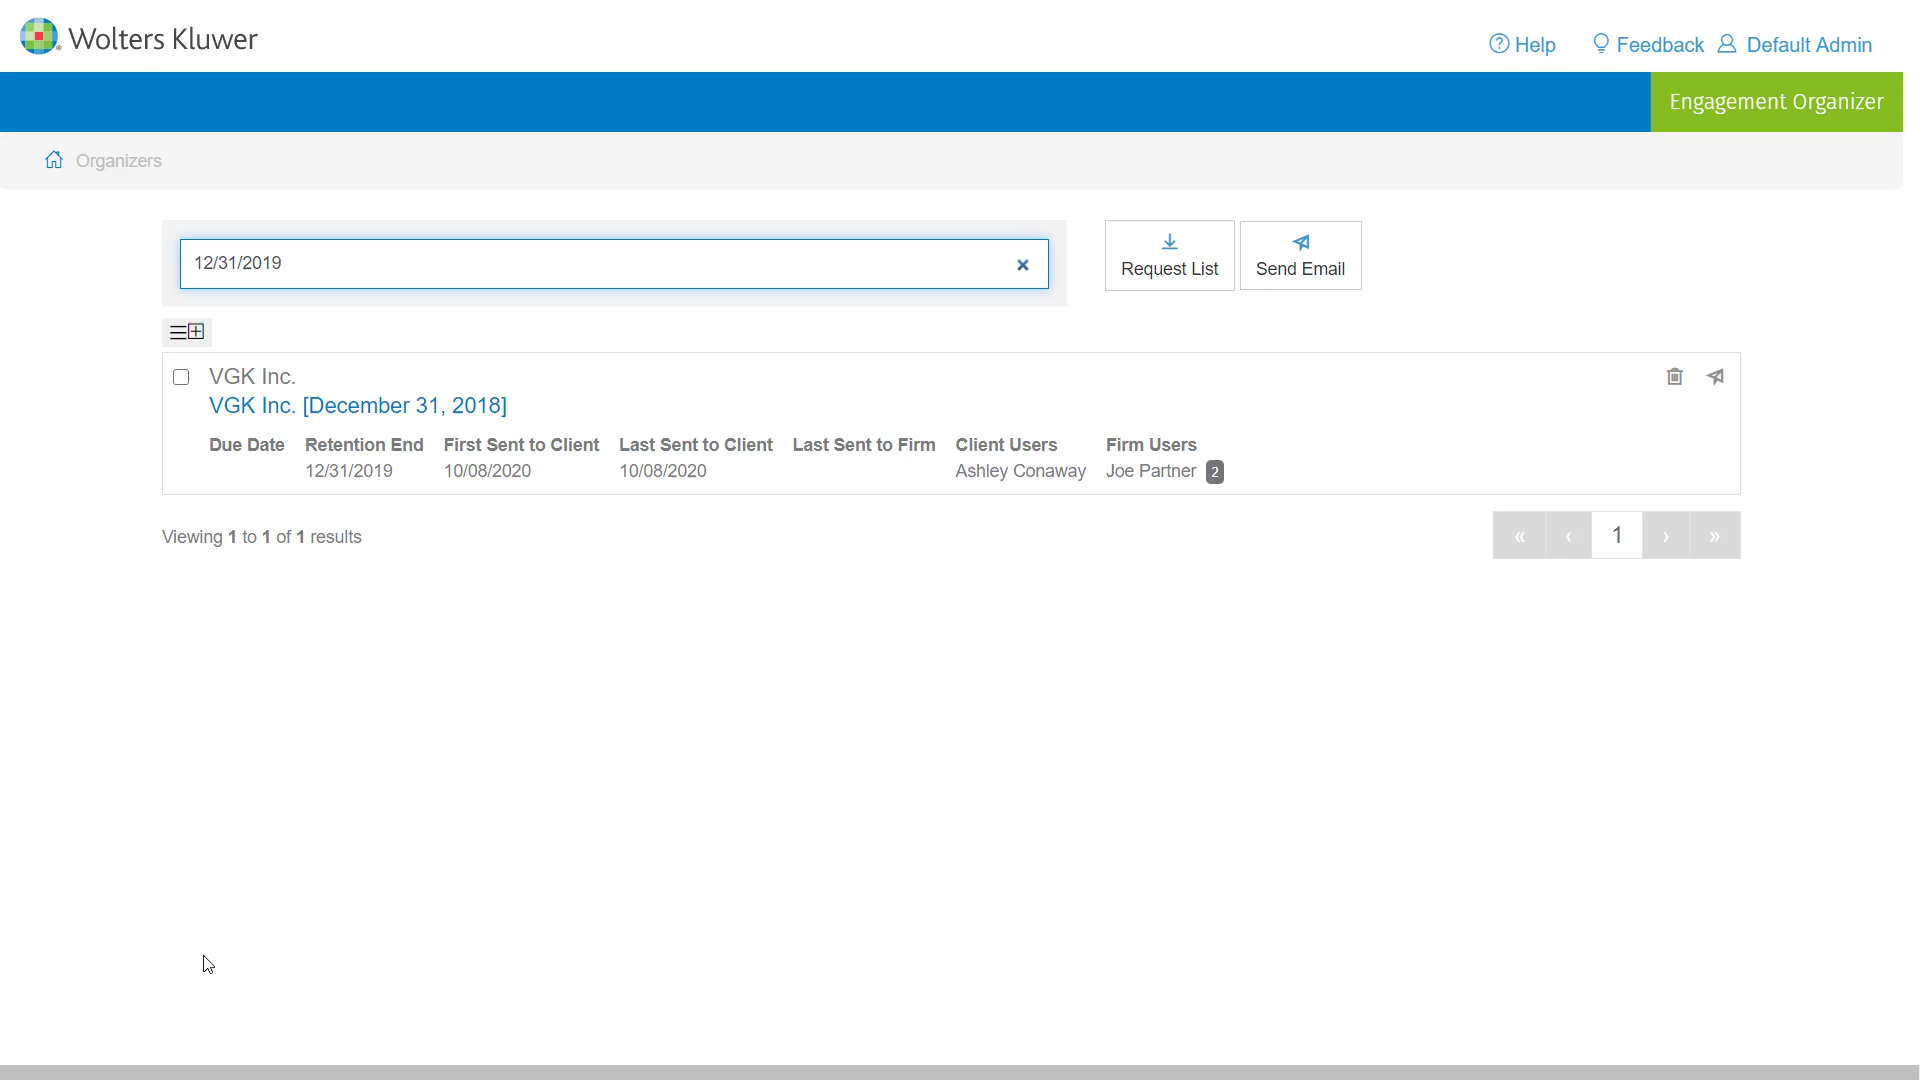 Wolters Kluwer
Help Feedback Default Admin
Engagement Organizer
Organizers
12/31/2019
Request List
Send Email
VGK Inc.
VGK Inc. [December 31, 2018]
Due Date Retention End First Sent to Client Last Sent to Client Last Sent to Firm Client Users Firm Users
12/31/2019 10/08/2020 10/08/2020 Ashley Conaway Joe Partner 2
Viewing 1 to 1 of 1 results
« ‹ 1 › »